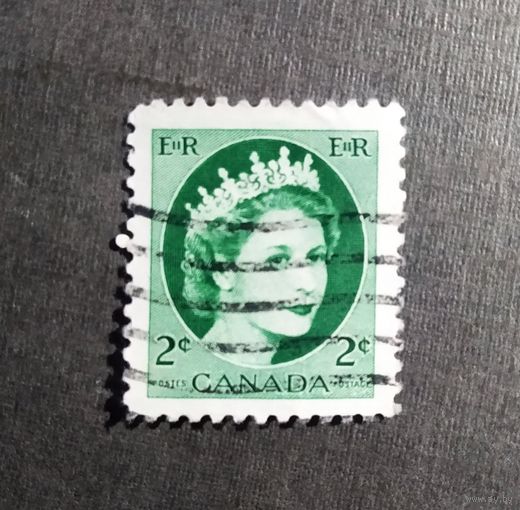 EIIR EIIR
2¢ 2¢
POSTES CANADA POSTAGE